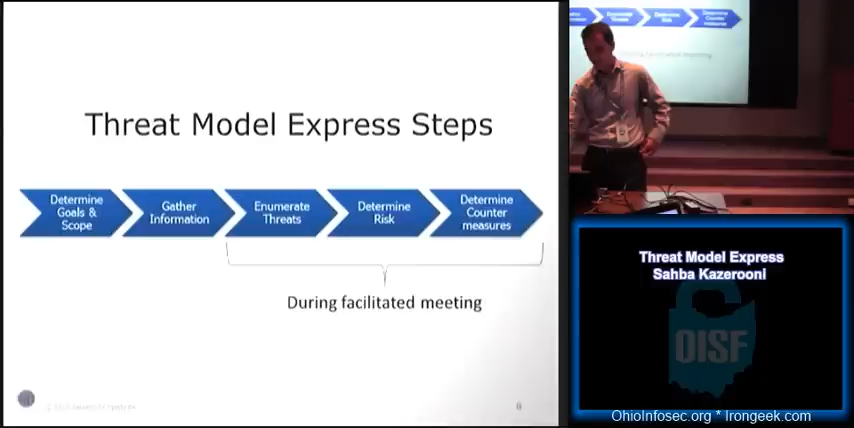 Threat Model Express Steps
Determine
Goals &
Scope
Gather
Information
Enumerate
Threats
Determine
Risk
Determine
Counter
measures
During facilitated meeting
6
Threat Model Express
Sahba Kazerooni
OISF
OhioInfosec.org * Irongeek.com